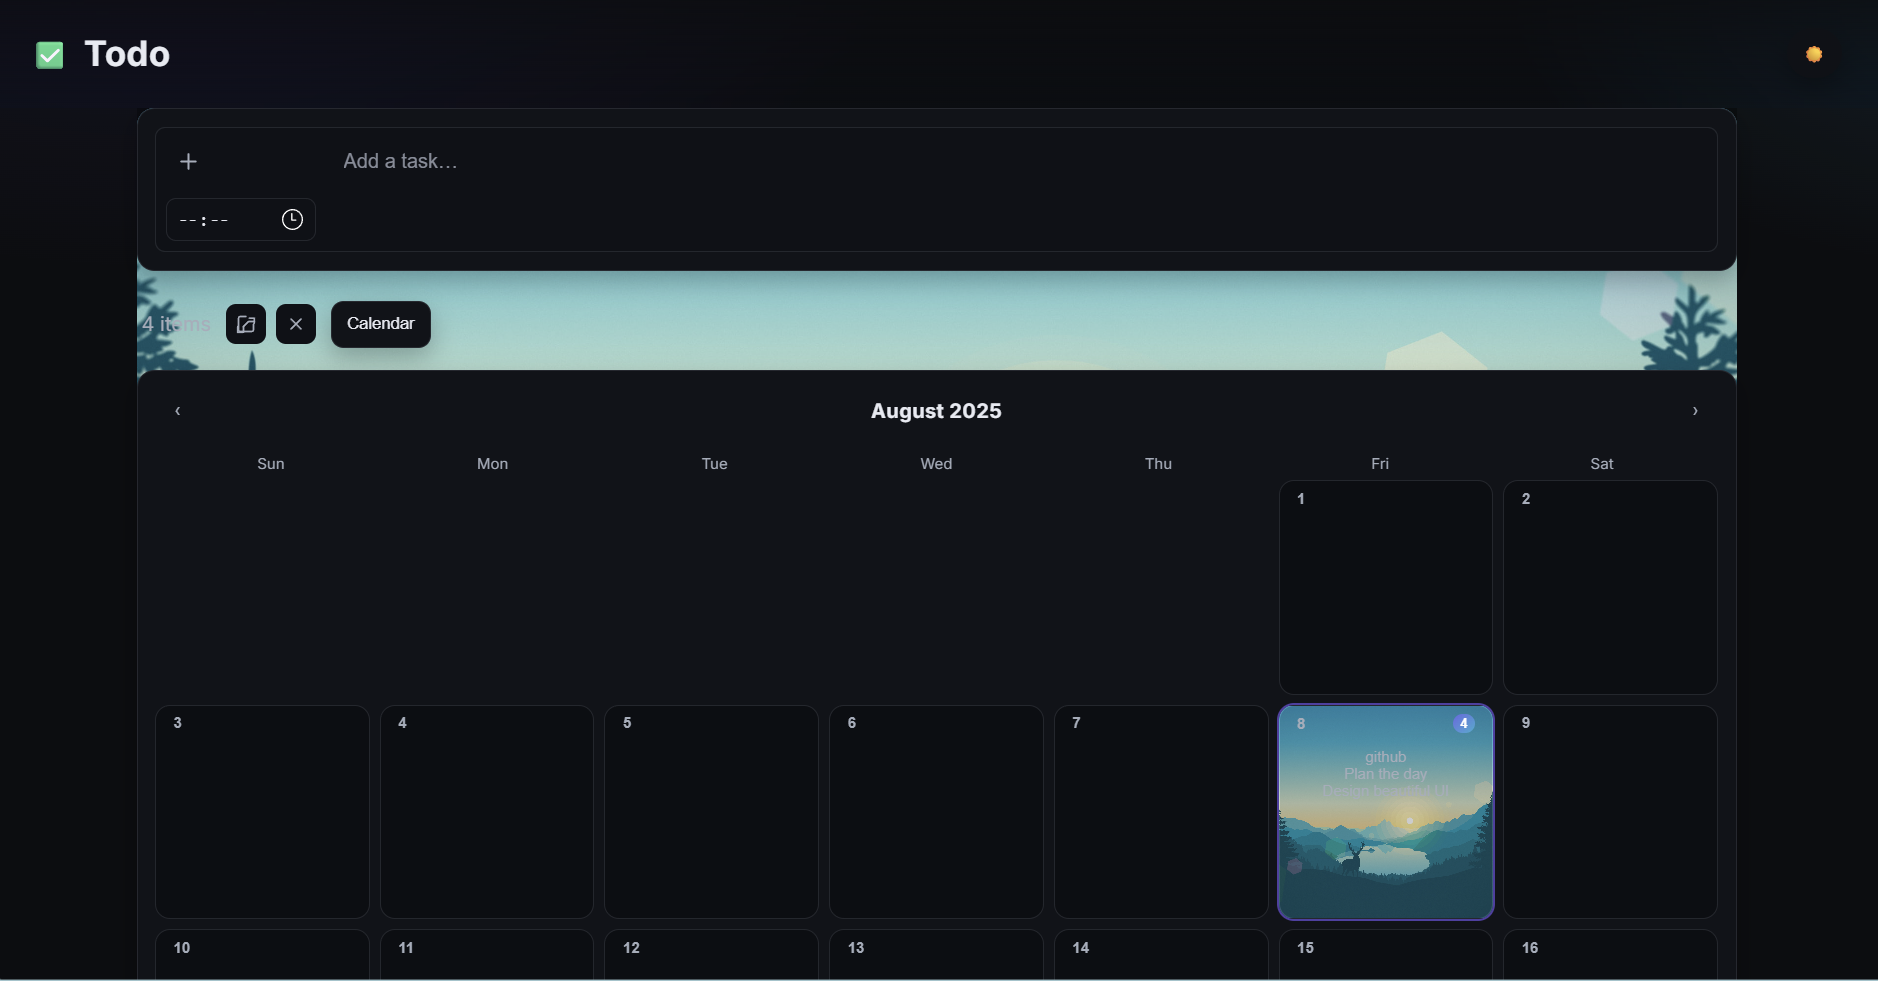 Todo
Add a task…
--:--
4 items
Calendar
‹ August 2025 ›
Sun Mon Tue Wed Thu Fri Sat
1 2
3 4 5 6 7 8 4 9
github
Plan the day
Design beautiful UI
10 11 12 13 14 15 16